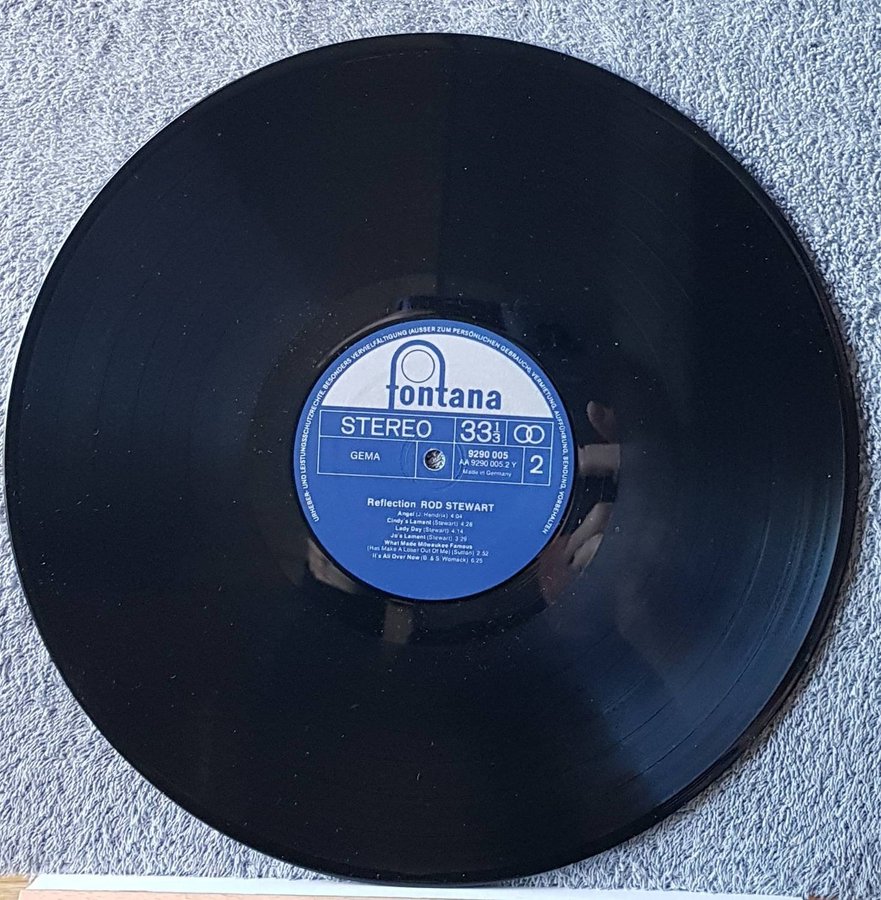 URHEBER- UND LEISTUNGSSCHUTZRECHTE, BESONDERS VERVIELFÄLTIGUNG (AUSSER ZUM PERSÖNLICHEN GEBRAUCH), VERMIETUNG, AUFFÜHRUNG, SENDUNG, VORBEHALTEN
fontana
STEREO 33 1/3
GEMA
9290 005
AA 9290 005.2 Y
Made in Germany
2
Reflection ROD STEWART
Angel (J. Hendrix) 4:04
Cindy's Lament (Stewart) 4:28
Lady Day (Stewart) 4:14
Jo's Lament (Stewart) 3:29
What Made Milwaukee Famous
(Has Make A Loser Out Of Me) (Sutton) 2:52
It's All Over Now (B. & S. Womack) 6:25